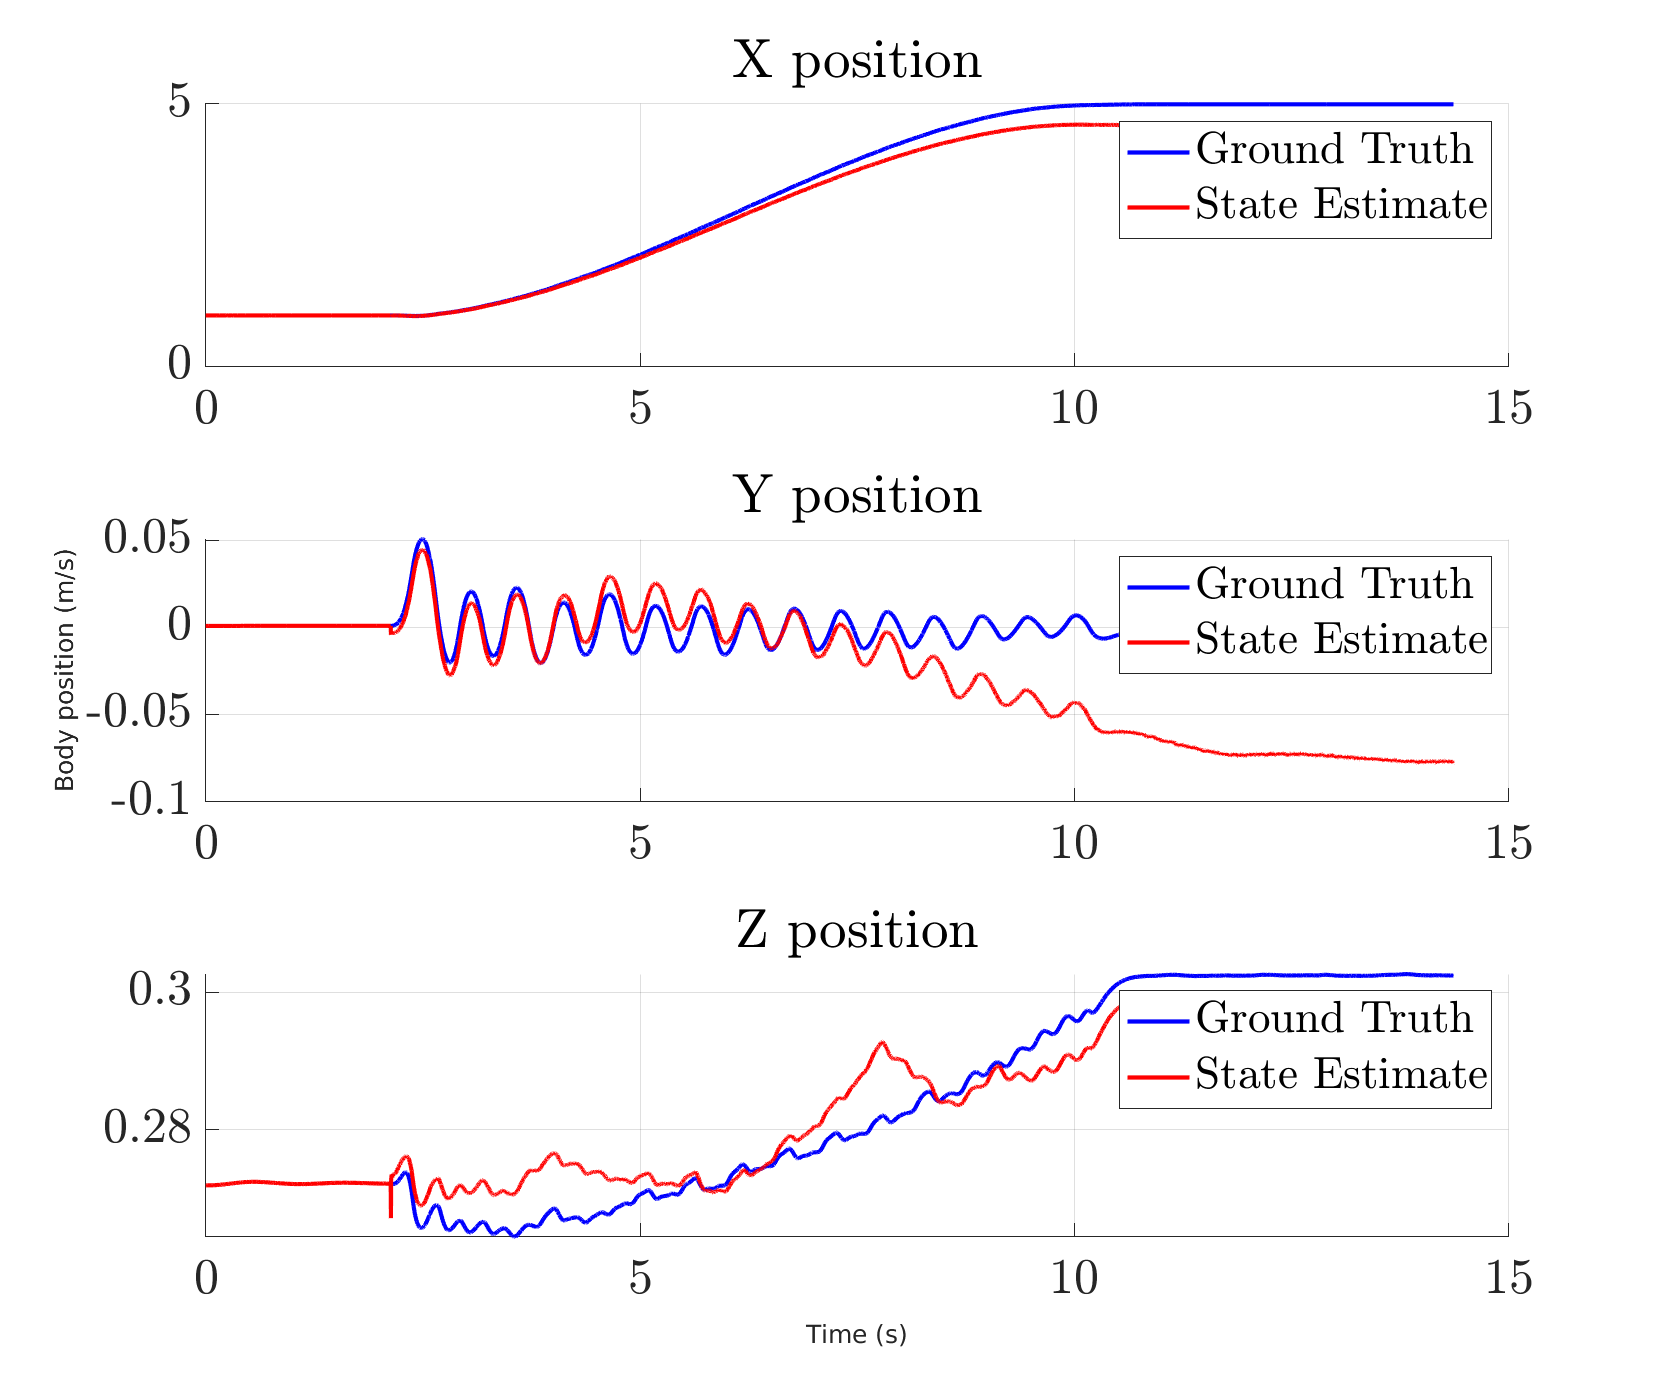 X position
5
0
Ground Truth
State Estimate
0 5 10 15
Y position
0.05
0
-0.05
-0.1
Body position (m/s)
Ground Truth
State Estimate
0 5 10 15
Z position
0.3
0.28
Ground Truth
State Estimate
0 5 10 15
Time (s)